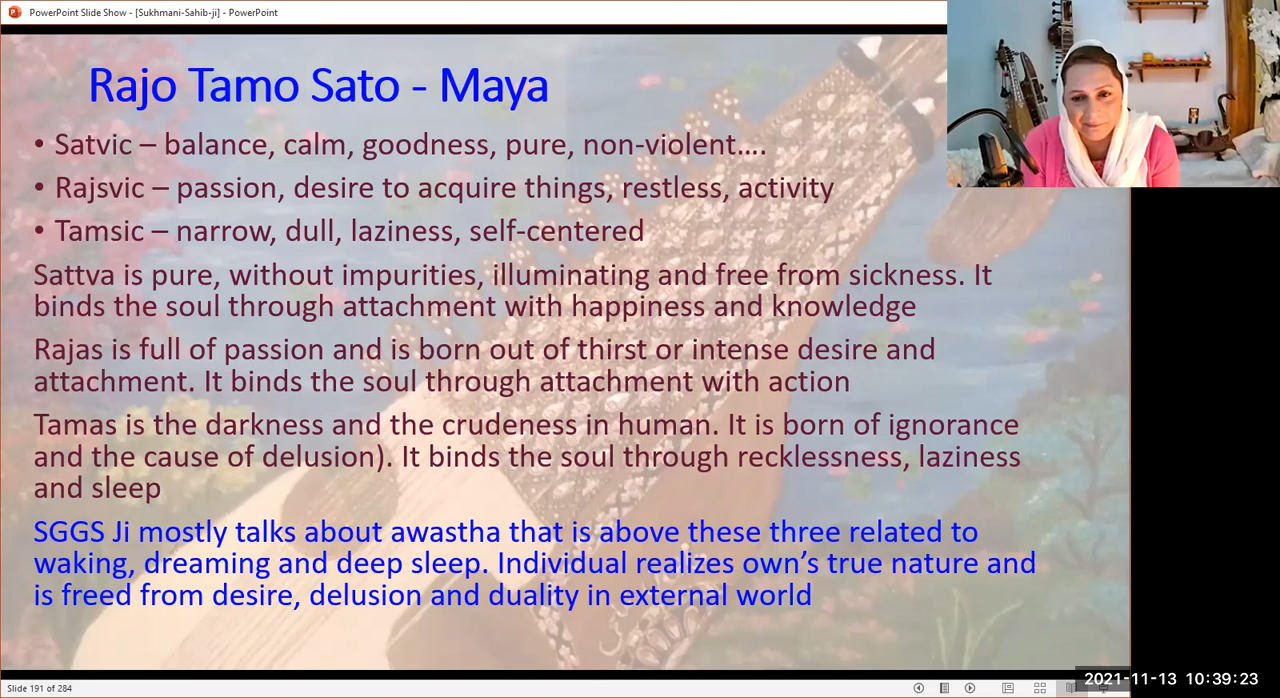 PowerPoint Slide Show - [Sukhmani-Sahib-ji] - PowerPoint
Rajo Tamo Sato - Maya
• Satvic – balance, calm, goodness, pure, non-violent….
• Rajsvic – passion, desire to acquire things, restless, activity
• Tamsic – narrow, dull, laziness, self-centered
Sattva is pure, without impurities, illuminating and free from sickness. It
binds the soul through attachment with happiness and knowledge
Rajas is full of passion and is born out of thirst or intense desire and
attachment. It binds the soul through attachment with action
Tamas is the darkness and the crudeness in human. It is born of ignorance
and the cause of delusion). It binds the soul through recklessness, laziness
and sleep
SGGS Ji mostly talks about awastha that is above these three related to
waking, dreaming and deep sleep. Individual realizes own’s true nature and
is freed from desire, delusion and duality in external world
Slide 191 of 284
2021-11-13 10:39:23